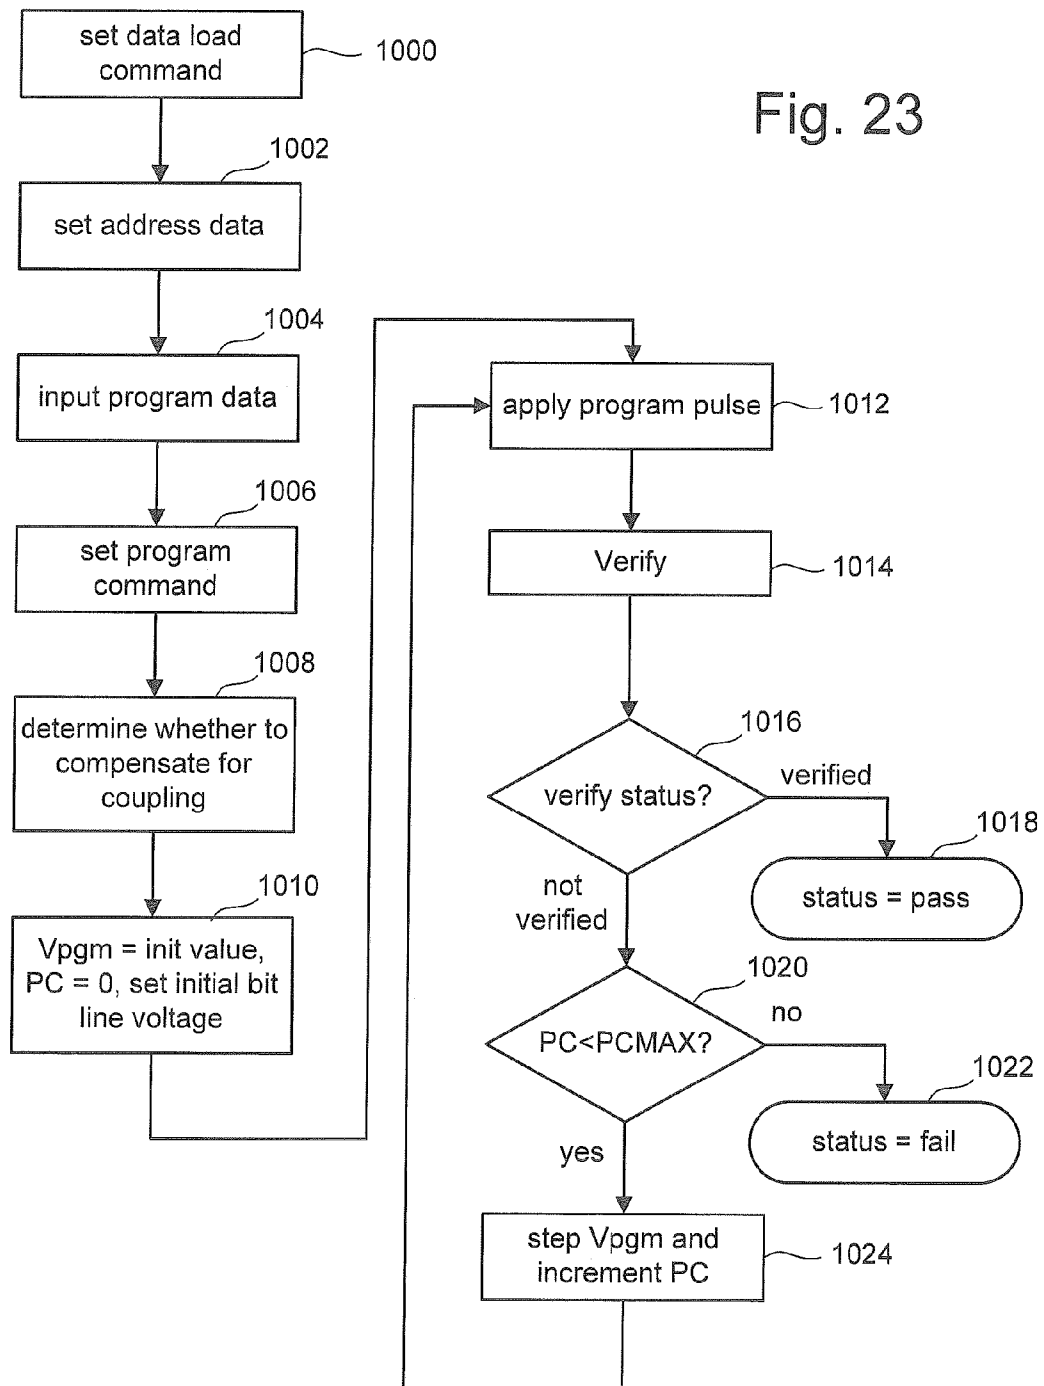 set data load
command
1000
Fig. 23
1002
set address data
1004
input program data
1006
set program
command
1008
determine whether to
compensate for
coupling
1010
Vpgm = init value,
PC = 0, set initial bit
line voltage
apply program pulse
1012
Verify
1014
1016
verify status?
verified
1018
status = pass
not
verified
1020
PC<PCMAX?
no
1022
status = fail
yes
step Vpgm and
increment PC
1024